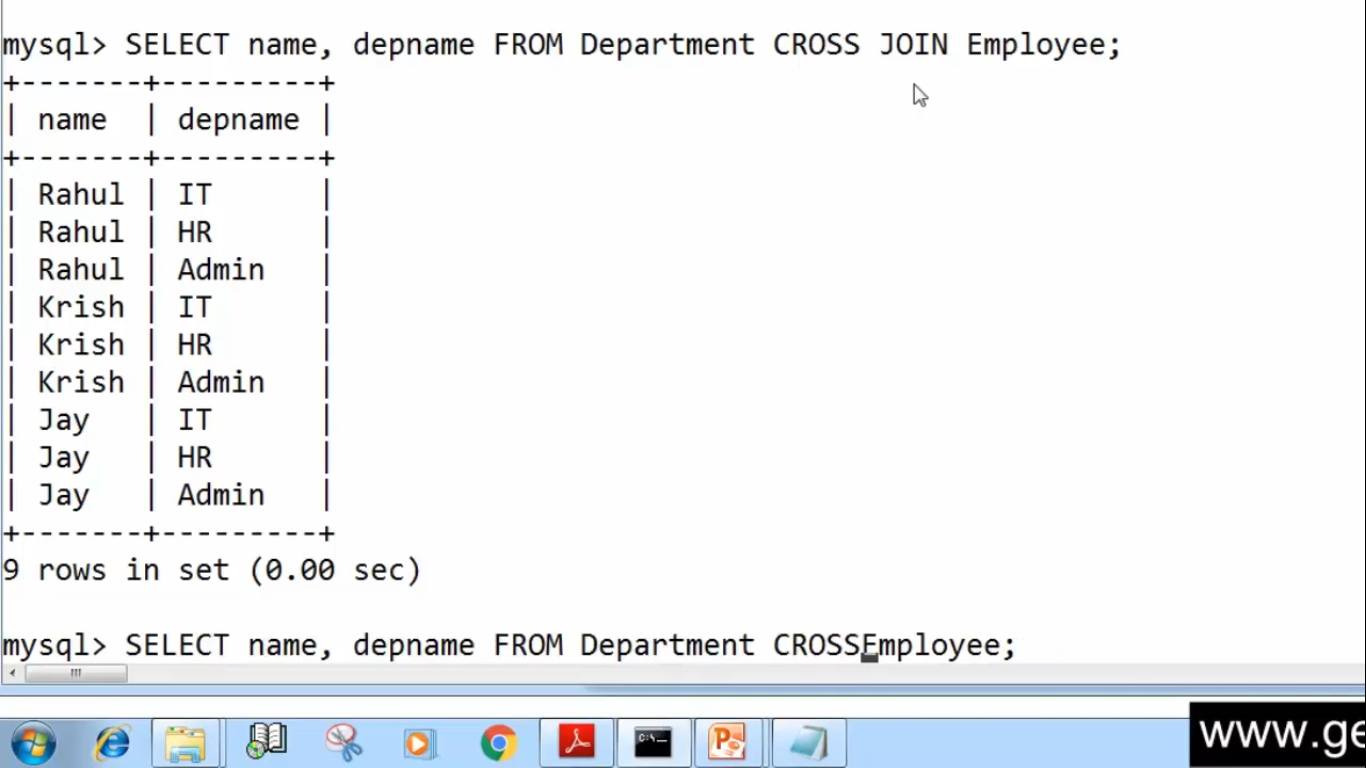 mysql> SELECT name, depname FROM Department CROSS JOIN Employee;
+-------+---------+
| name  | depname |
+-------+---------+
| Rahul | IT      |
| Rahul | HR      |
| Rahul | Admin   |
| Krish | IT      |
| Krish | HR      |
| Krish | Admin   |
| Jay   | IT      |
| Jay   | HR      |
| Jay   | Admin   |
+-------+---------+
9 rows in set (0.00 sec)
mysql> SELECT name, depname FROM Department CROSSEmployee;
www.ge